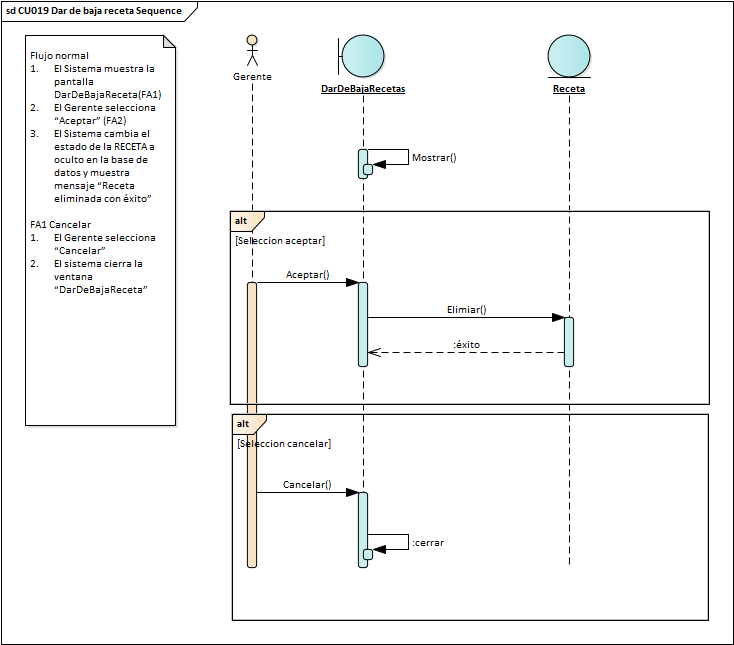 sd CU019 Dar de baja receta Sequence
Flujo normal
1. El Sistema muestra la
pantalla
DarDeBajaReceta(FA1)
2. El Gerente selecciona
“Aceptar” (FA2)
3. El Sistema cambia el
estado de la RECETA a
oculto en la base de
datos y muestra
mensaje “Receta
eliminada con éxito”
FA1 Cancelar
1. El Gerente selecciona
“Cancelar”
2. El sistema cierra la
ventana
“DarDeBajaReceta”
Gerente
DarDeBajaRecetas
Receta
Mostrar()
alt
[Seleccion aceptar]
Aceptar()
Elimiar()
:éxito
alt
[Seleccion cancelar]
Cancelar()
:cerrar